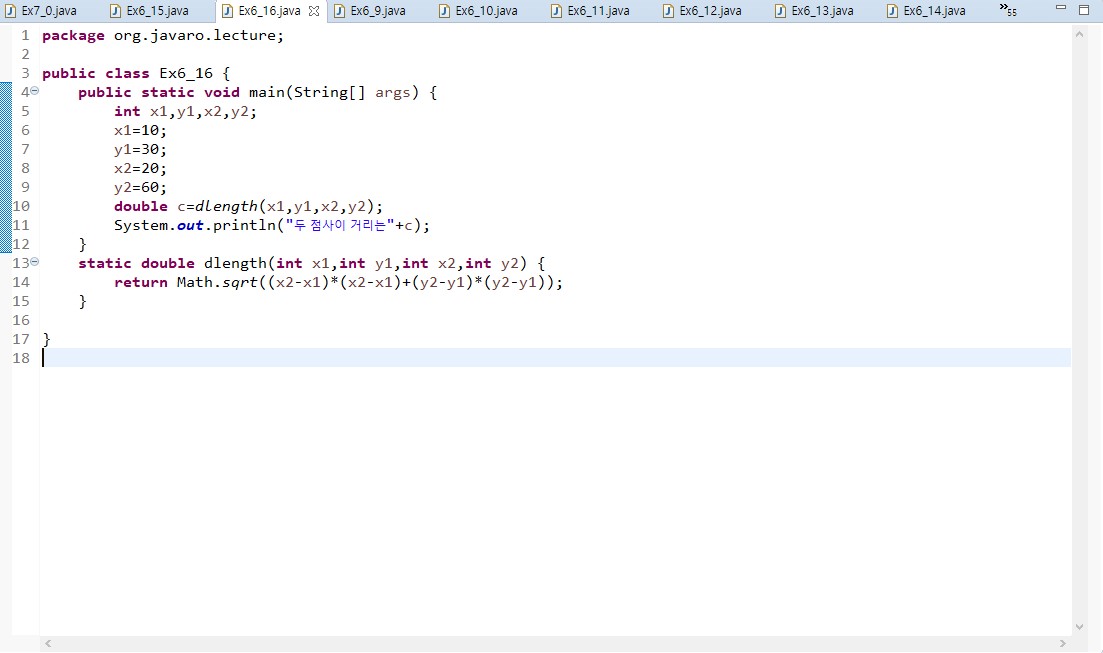 Ex7_0.java Ex6_15.java Ex6_16.java Ex6_9.java Ex6_10.java Ex6_11.java Ex6_12.java Ex6_13.java Ex6_14.java »55
1 package org.javaro.lecture;
2
3 public class Ex6_16 {
4 public static void main(String[] args) {
5 int x1,y1,x2,y2;
6 x1=10;
7 y1=30;
8 x2=20;
9 y2=60;
10 double c=dlength(x1,y1,x2,y2);
11 System.out.println("두 점사이 거리는"+c);
12 }
13 static double dlength(int x1,int y1,int x2,int y2) {
14 return Math.sqrt((x2-x1)*(x2-x1)+(y2-y1)*(y2-y1));
15 }
16
17 }
18